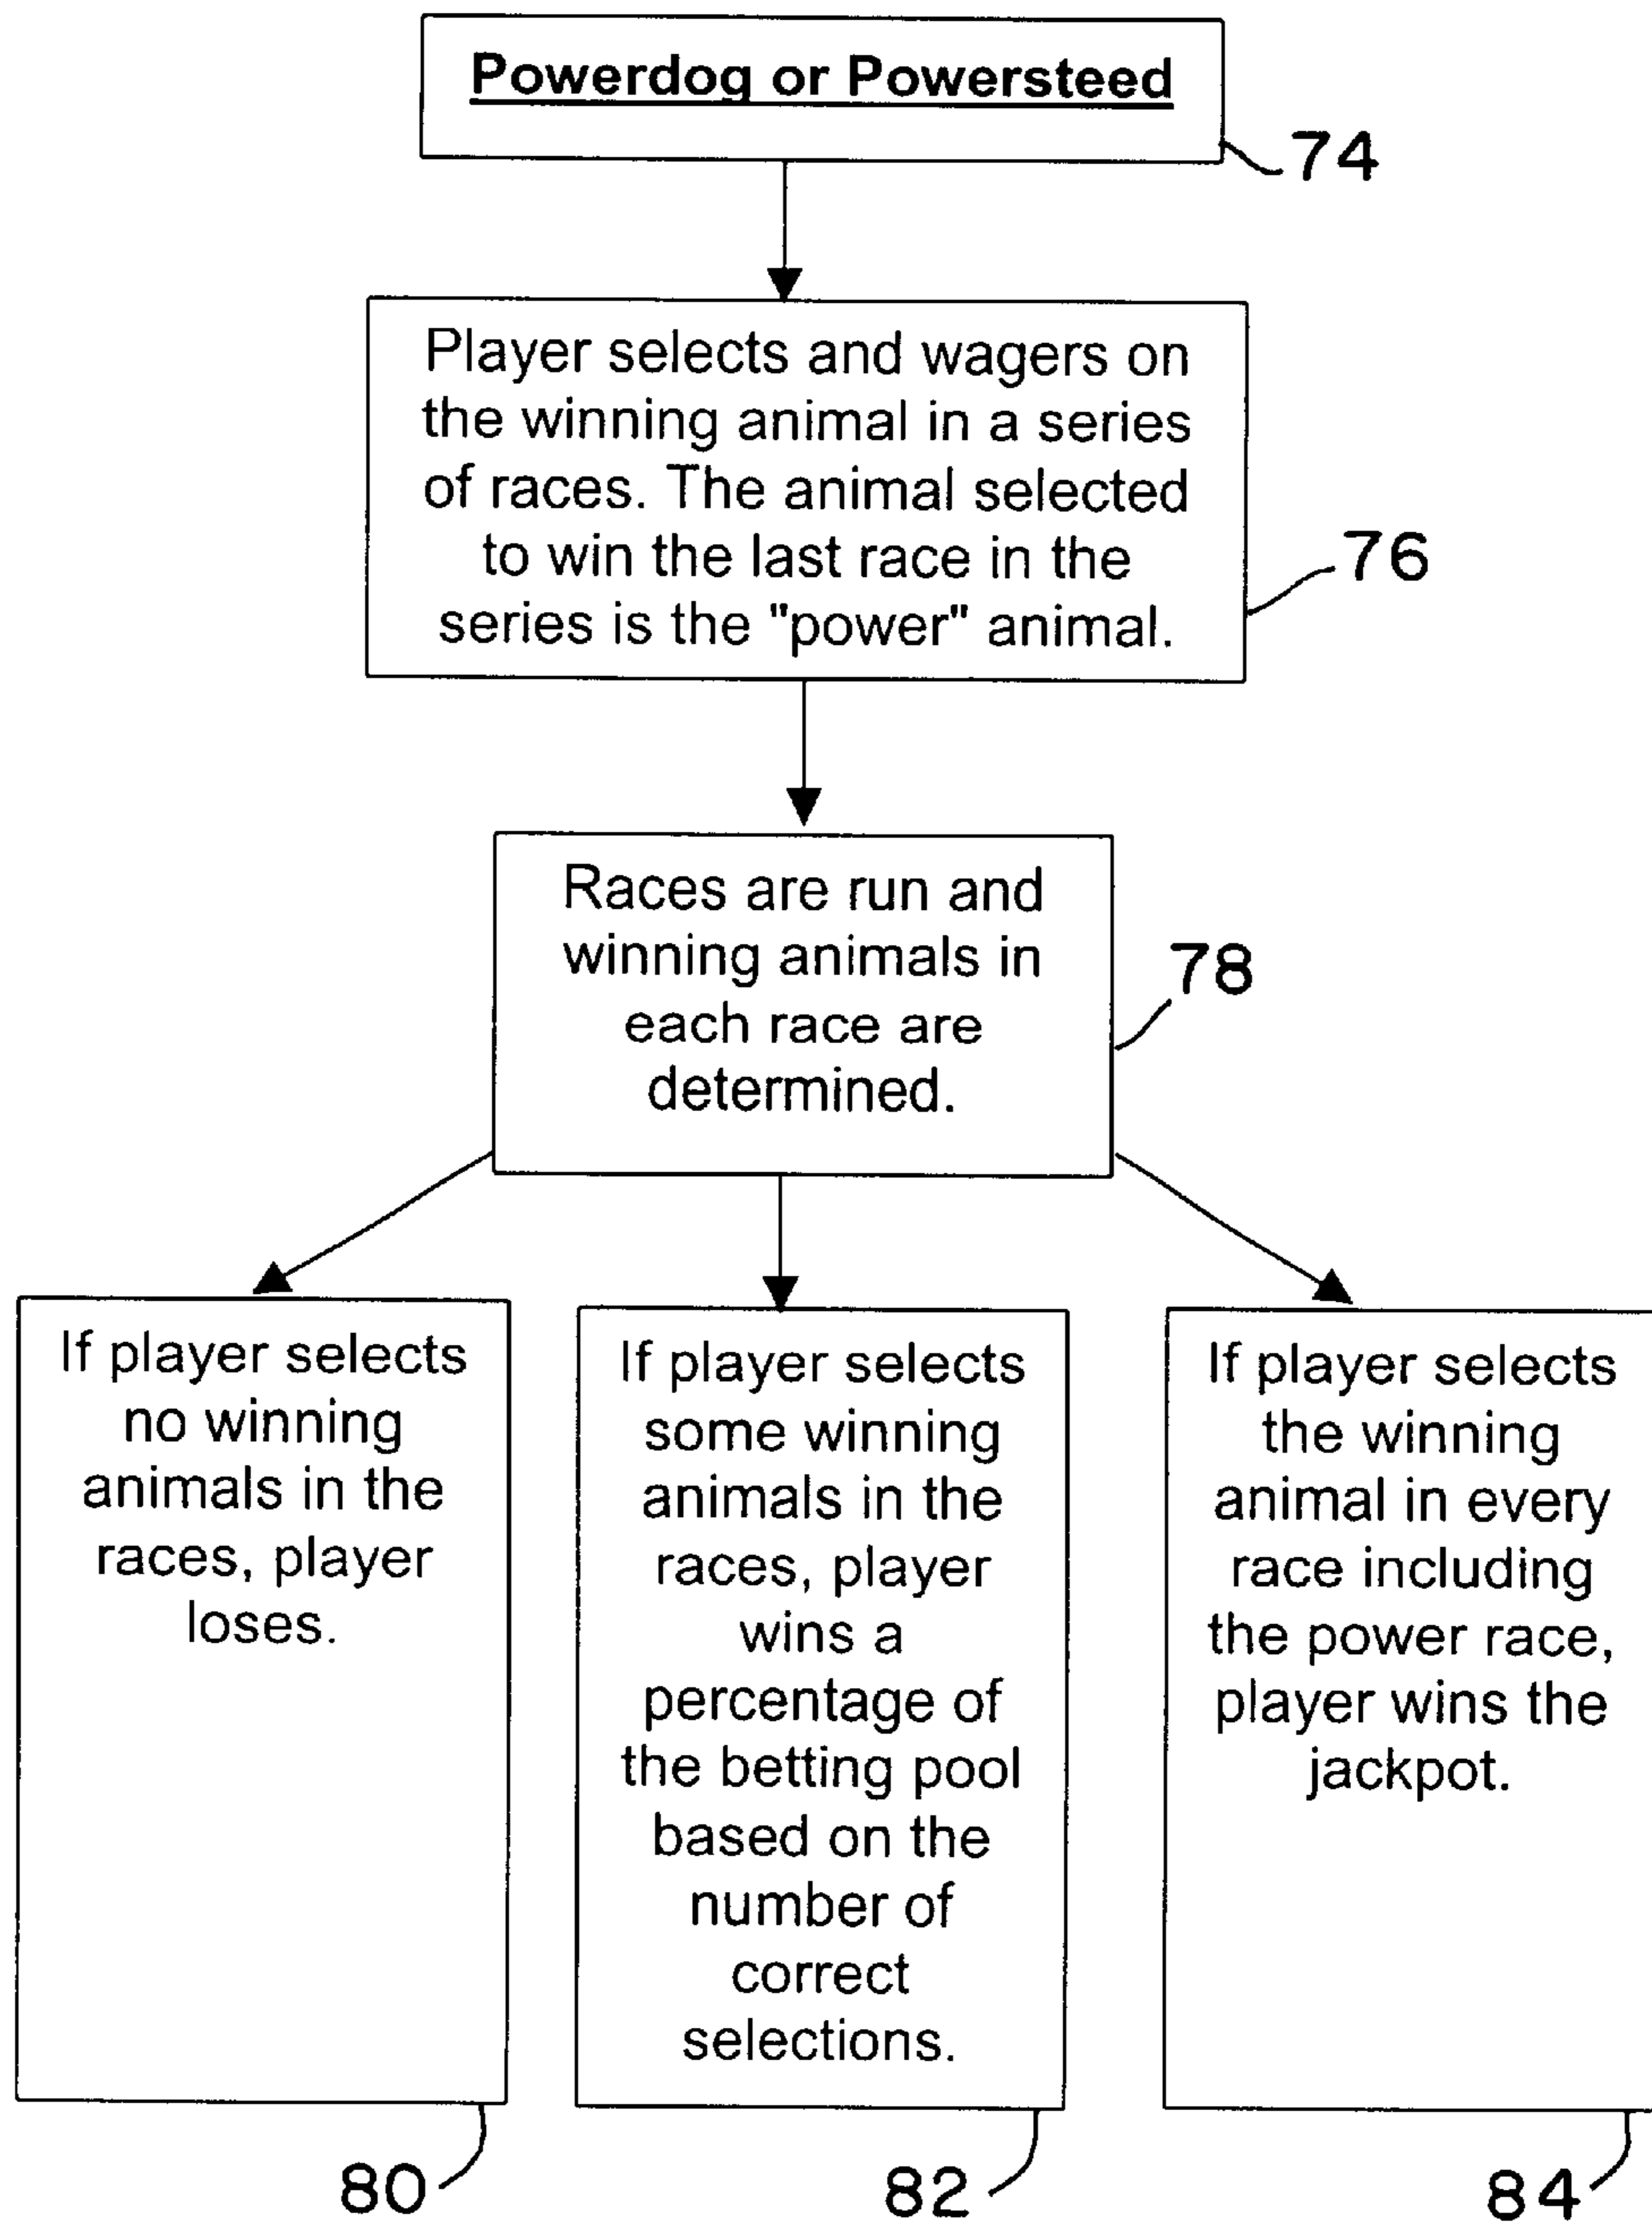 Powerdog or Powersteed
74
Player selects and wagers on
the winning animal in a series
of races. The animal selected
to win the last race in the
series is the "power" animal.
76
Races are run and
winning animals in
each race are
determined.
78
If player selects
no winning
animals in the
races, player
loses.
80
If player selects
some winning
animals in the
races, player
wins a
percentage of
the betting pool
based on the
number of
correct
selections.
82
If player selects
the winning
animal in every
race including
the power race,
player wins the
jackpot.
84